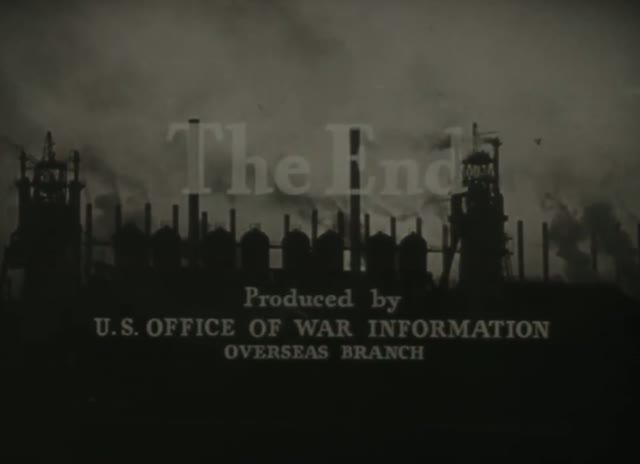 The End
Produced by
U.S. OFFICE OF WAR INFORMATION
OVERSEAS BRANCH